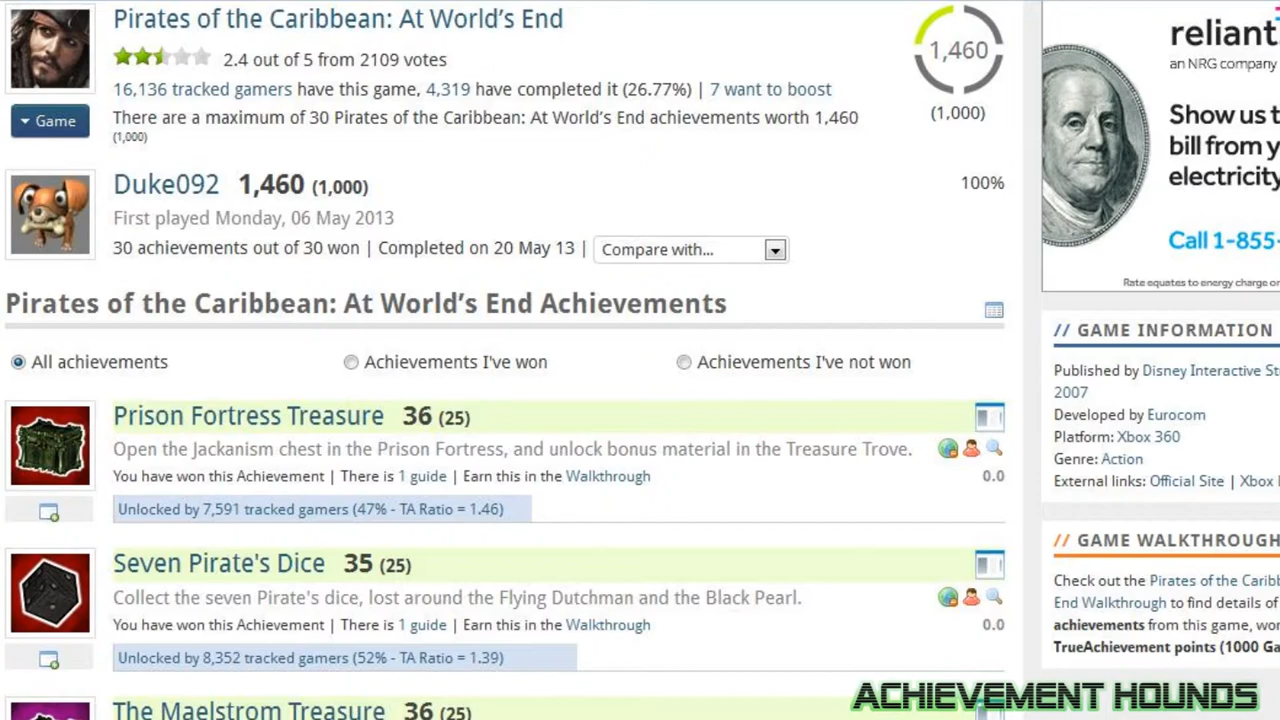 Pirates of the Caribbean: At World’s End
2.4 out of 5 from 2109 votes
16,136 tracked gamers have this game, 4,319 have completed it (26.77%) | 7 want to boost
There are a maximum of 30 Pirates of the Caribbean: At World’s End achievements worth 1,460
(1,000)
1,460
(1,000)
Game
Duke092 1,460 (1,000)
100%
First played Monday, 06 May 2013
30 achievements out of 30 won | Completed on 20 May 13 | Compare with...
Pirates of the Caribbean: At World’s End Achievements
All achievements Achievements I've won Achievements I've not won
Prison Fortress Treasure 36 (25)
Open the Jackanism chest in the Prison Fortress, and unlock bonus material in the Treasure Trove.
You have won this Achievement | There is 1 guide | Earn this in the Walkthrough 0.0
Unlocked by 7,591 tracked gamers (47% - TA Ratio = 1.46)
Seven Pirate's Dice 35 (25)
Collect the seven Pirate's dice, lost around the Flying Dutchman and the Black Pearl.
You have won this Achievement | There is 1 guide | Earn this in the Walkthrough 0.0
Unlocked by 8,352 tracked gamers (52% - TA Ratio = 1.39)
The Maelstrom Treasure 36 (25)
reliant
an NRG company
Show us t
bill from y
electricity
Call 1-855-
Rate equates to energy charge or
// GAME INFORMATION
Published by Disney Interactive St
2007
Developed by Eurocom
Platform: Xbox 360
Genre: Action
External links: Official Site | Xbox
// GAME WALKTHROUGH
Check out the Pirates of the Caribb
End Walkthrough to find details of
achievements from this game, wor
TrueAchievement points (1000 Ga
ACHIEVEMENT HOUNDS